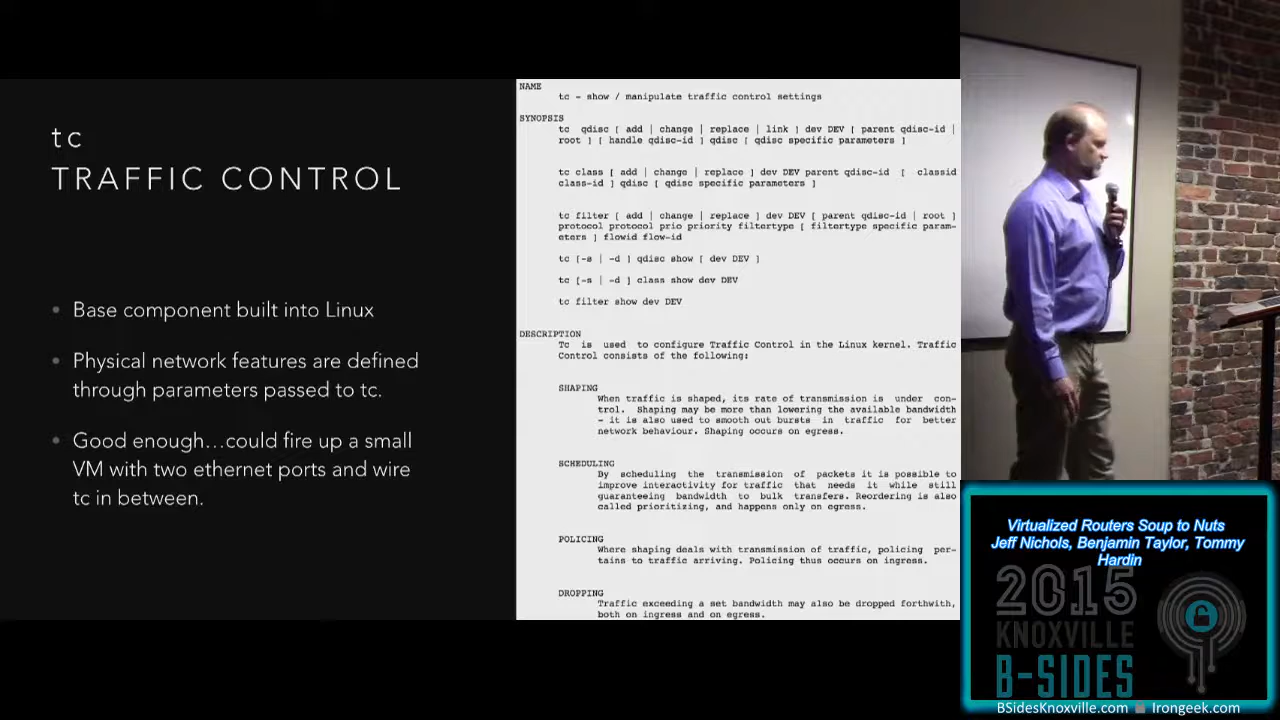 tc
TRAFFIC CONTROL
• Base component built into Linux
• Physical network features are defined
through parameters passed to tc.
• Good enough...could fire up a small
VM with two ethernet ports and wire
tc in between.
NAME
tc - show / manipulate traffic control settings
SYNOPSIS
tc qdisc [ add | change | replace | link ] dev DEV [ parent qdisc-id |
root ] [ handle qdisc-id ] qdisc [ qdisc specific parameters ]
tc class [ add | change | replace ] dev DEV parent qdisc-id [ classid
class-id ] qdisc [ qdisc specific parameters ]
tc filter [ add | change | replace ] dev DEV [ parent qdisc-id | root ]
protocol protocol prio priority filtertype [ filtertype specific param-
eters ] flowid flow-id
tc [-s | -d ] qdisc show [ dev DEV ]
tc [-s | -d ] class show dev DEV
tc filter show dev DEV
DESCRIPTION
Tc is used to configure Traffic Control in the Linux kernel. Traffic
Control consists of the following:
SHAPING
When traffic is shaped, its rate of transmission is under con-
trol. Shaping may be more than lowering the available bandwidth
- it is also used to smooth out bursts in traffic for better
network behaviour. Shaping occurs on egress.
SCHEDULING
By scheduling the transmission of packets it is possible to
improve interactivity for traffic that needs it while still
guaranteeing bandwidth to bulk transfers. Reordering is also
called prioritizing, and happens only on egress.
POLICING
Where shaping deals with transmission of traffic, policing per-
tains to traffic arriving. Policing thus occurs on ingress.
DROPPING
Traffic exceeding a set bandwidth may also be dropped forthwith,
both on ingress and on egress.
Virtualized Routers Soup to Nuts
Jeff Nichols, Benjamin Taylor, Tommy
Hardin
2015
KNOXVILLE
B-SIDES
BSidesKnoxville.com Irongeek.com